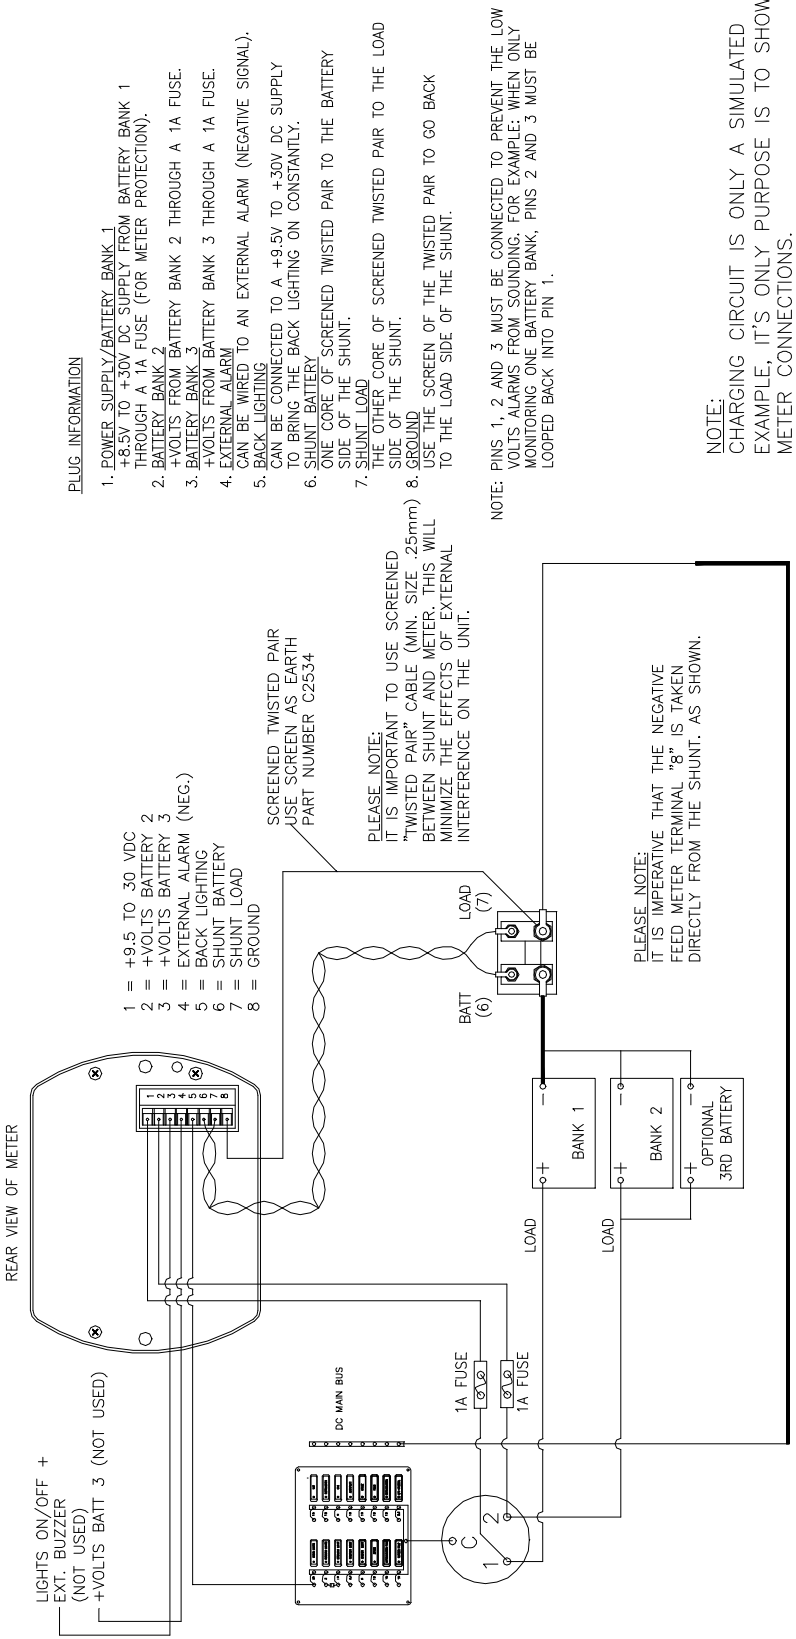 REAR VIEW OF METER
LIGHTS ON/OFF +
EXT. BUZZER
(NOT USED)
+VOLTS BATT 3 (NOT USED)
1
2
3
4
5
6
7
8
1 = +9.5 TO 30 VDC
2 = +VOLTS BATTERY 2
3 = +VOLTS BATTERY 3
4 = EXTERNAL ALARM (NEG.)
5 = BACK LIGHTING
6 = SHUNT BATTERY
7 = SHUNT LOAD
8 = GROUND
SCREENED TWISTED PAIR
USE SCREEN AS EARTH
PART NUMBER C2534
PLEASE NOTE:
IT IS IMPORTANT TO USE SCREENED
"TWISTED PAIR" CABLE (MIN. SIZE .25mm)
BETWEEN SHUNT AND METER. THIS WILL
MINIMIZE THE EFFECTS OF EXTERNAL
INTERFERENCE ON THE UNIT.
DC MAIN BUS
1A FUSE
1A FUSE
C
1
2
LOAD
LOAD
+
-
BANK 1
+
-
BANK 2
+
-
OPTIONAL
3RD BATTERY
BATT
(6)
LOAD
(7)
PLEASE NOTE:
IT IS IMPERATIVE THAT THE NEGATIVE
FEED METER TERMINAL "8" IS TAKEN
DIRECTLY FROM THE SHUNT. AS SHOWN.
PLUG INFORMATION
1. POWER SUPPLY/BATTERY BANK 1
+8.5V TO +30V DC SUPPLY FROM BATTERY BANK 1
THROUGH A 1A FUSE (FOR METER PROTECTION).
2. BATTERY BANK 2
+VOLTS FROM BATTERY BANK 2 THROUGH A 1A FUSE.
3. BATTERY BANK 3
+VOLTS FROM BATTERY BANK 3 THROUGH A 1A FUSE.
4. EXTERNAL ALARM
CAN BE WIRED TO AN EXTERNAL ALARM (NEGATIVE SIGNAL).
5. BACK LIGHTING
CAN BE CONNECTED TO A +9.5V TO +30V DC SUPPLY
TO BRING THE BACK LIGHTING ON CONSTANTLY.
6. SHUNT BATTERY
ONE CORE OF SCREENED TWISTED PAIR TO THE BATTERY
SIDE OF THE SHUNT.
7. SHUNT LOAD
THE OTHER CORE OF SCREENED TWISTED PAIR TO THE LOAD
SIDE OF THE SHUNT.
8. GROUND
USE THE SCREEN OF THE TWISTED PAIR TO GO BACK
TO THE LOAD SIDE OF THE SHUNT.
NOTE: PINS 1, 2 AND 3 MUST BE CONNECTED TO PREVENT THE LOW
VOLTS ALARMS FROM SOUNDING. FOR EXAMPLE: WHEN ONLY
MONITORING ONE BATTERY BANK, PINS 2 AND 3 MUST BE
LOOPED BACK INTO PIN 1.
NOTE:
CHARGING CIRCUIT IS ONLY A SIMULATED
EXAMPLE, IT'S ONLY PURPOSE IS TO SHOW
METER CONNECTIONS.